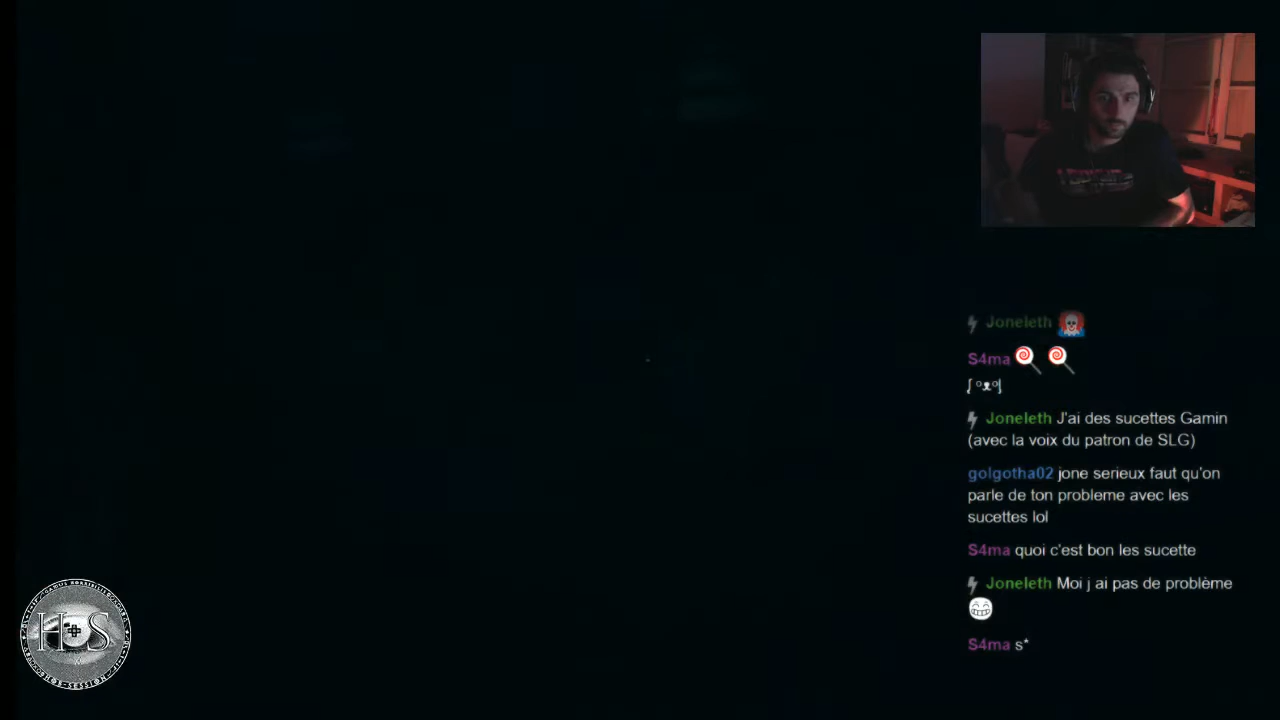 Joneleth
S4ma
Joneleth J'ai des sucettes Gamin
(avec la voix du patron de SLG)
golgotha02 jone serieux faut qu'on
parle de ton probleme avec les
sucettes lol
S4ma quoi c'est bon les sucette
Joneleth Moi j ai pas de problème
S4ma s*
HS